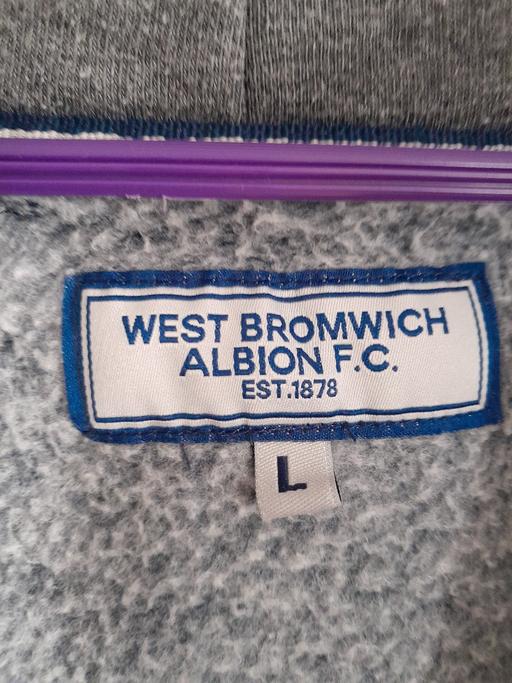 WEST BROMWICH
ALBION F.C.
EST.1878
L